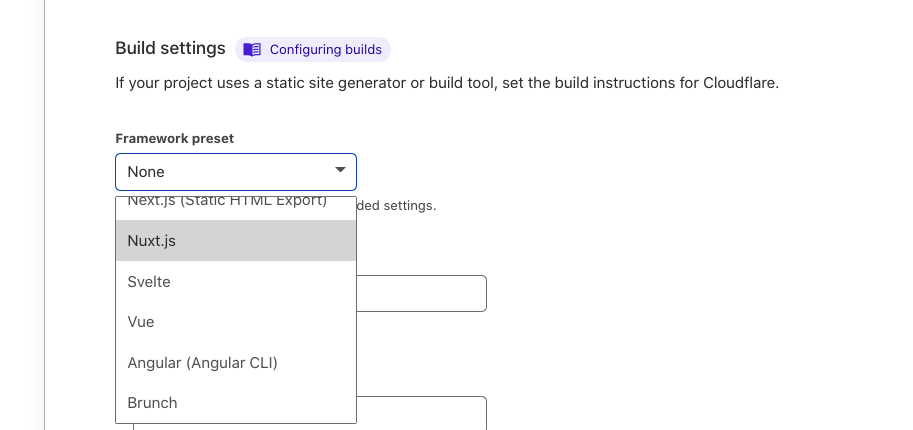 Build settings Configuring builds
If your project uses a static site generator or build tool, set the build instructions for Cloudflare.
Framework preset
None
Next.js (Static HTML Export)
ded settings.
Nuxt.js
Svelte
Vue
Angular (Angular CLI)
Brunch